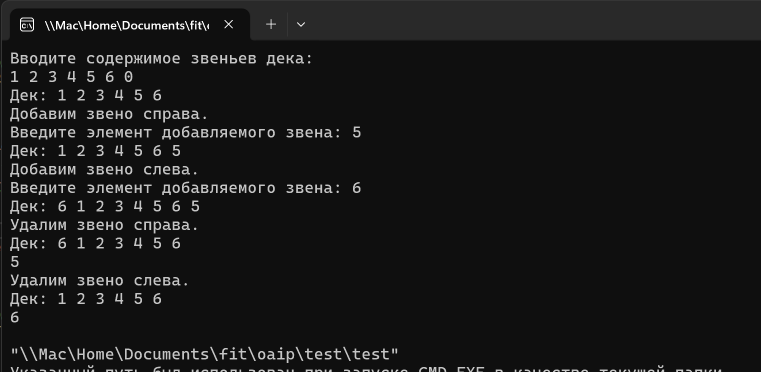 \\Mac\Home\Documents\fit\
Вводите содержимое звеньев дека:
1 2 3 4 5 6 0
Дек: 1 2 3 4 5 6
Добавим звено справа.
Введите элемент добавляемого звена: 5
Дек: 1 2 3 4 5 6 5
Добавим звено слева.
Введите элемент добавляемого звена: 6
Дек: 6 1 2 3 4 5 6 5
Удалим звено справа.
Дек: 6 1 2 3 4 5 6
5
Удалим звено слева.
Дек: 1 2 3 4 5 6
6
"\\Mac\Home\Documents\fit\oaip\test\test"
Указанный путь был использован при запуске CMD.EXE в качестве текущей папки